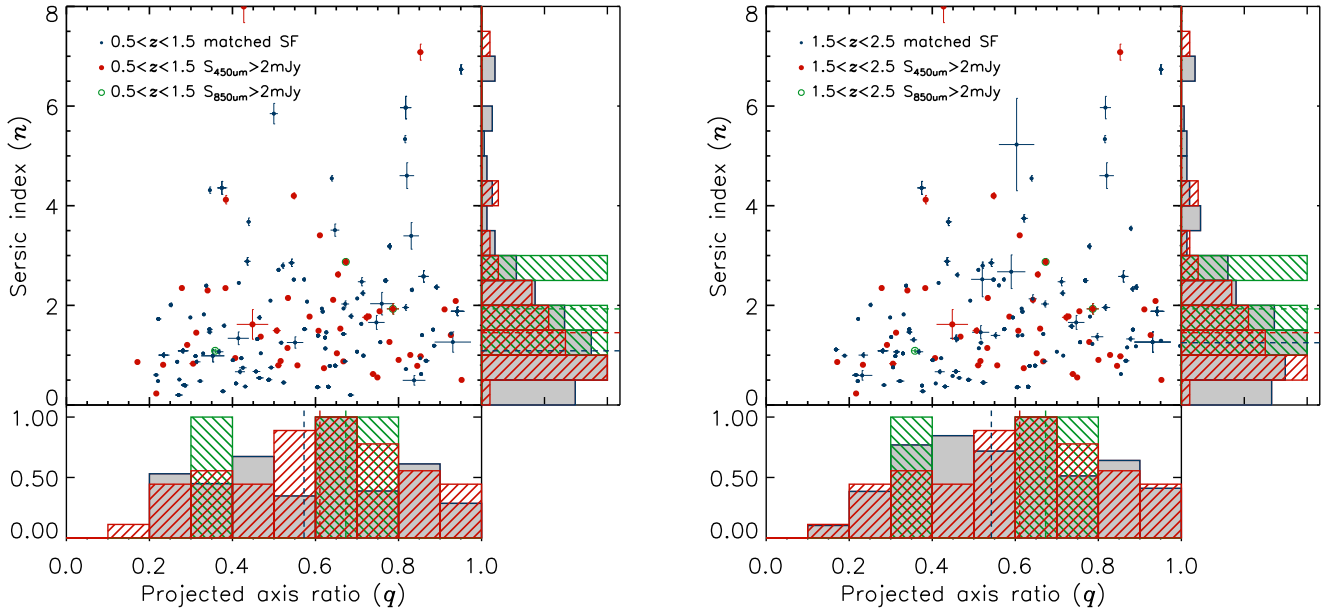 8
6
4
2
0
Sersic index (n)
0.5<z<1.5 matched SF
0.5<z<1.5 S450um>2mJy
0.5<z<1.5 S850um>2mJy
1.00
0.50
0.00
0.0 0.2 0.4 0.6 0.8 1.0
Projected axis ratio (q)
8
6
4
2
0
Sersic index (n)
1.5<z<2.5 matched SF
1.5<z<2.5 S450um>2mJy
1.5<z<2.5 S850um>2mJy
1.00
0.50
0.00
0.0 0.2 0.4 0.6 0.8 1.0
Projected axis ratio (q)